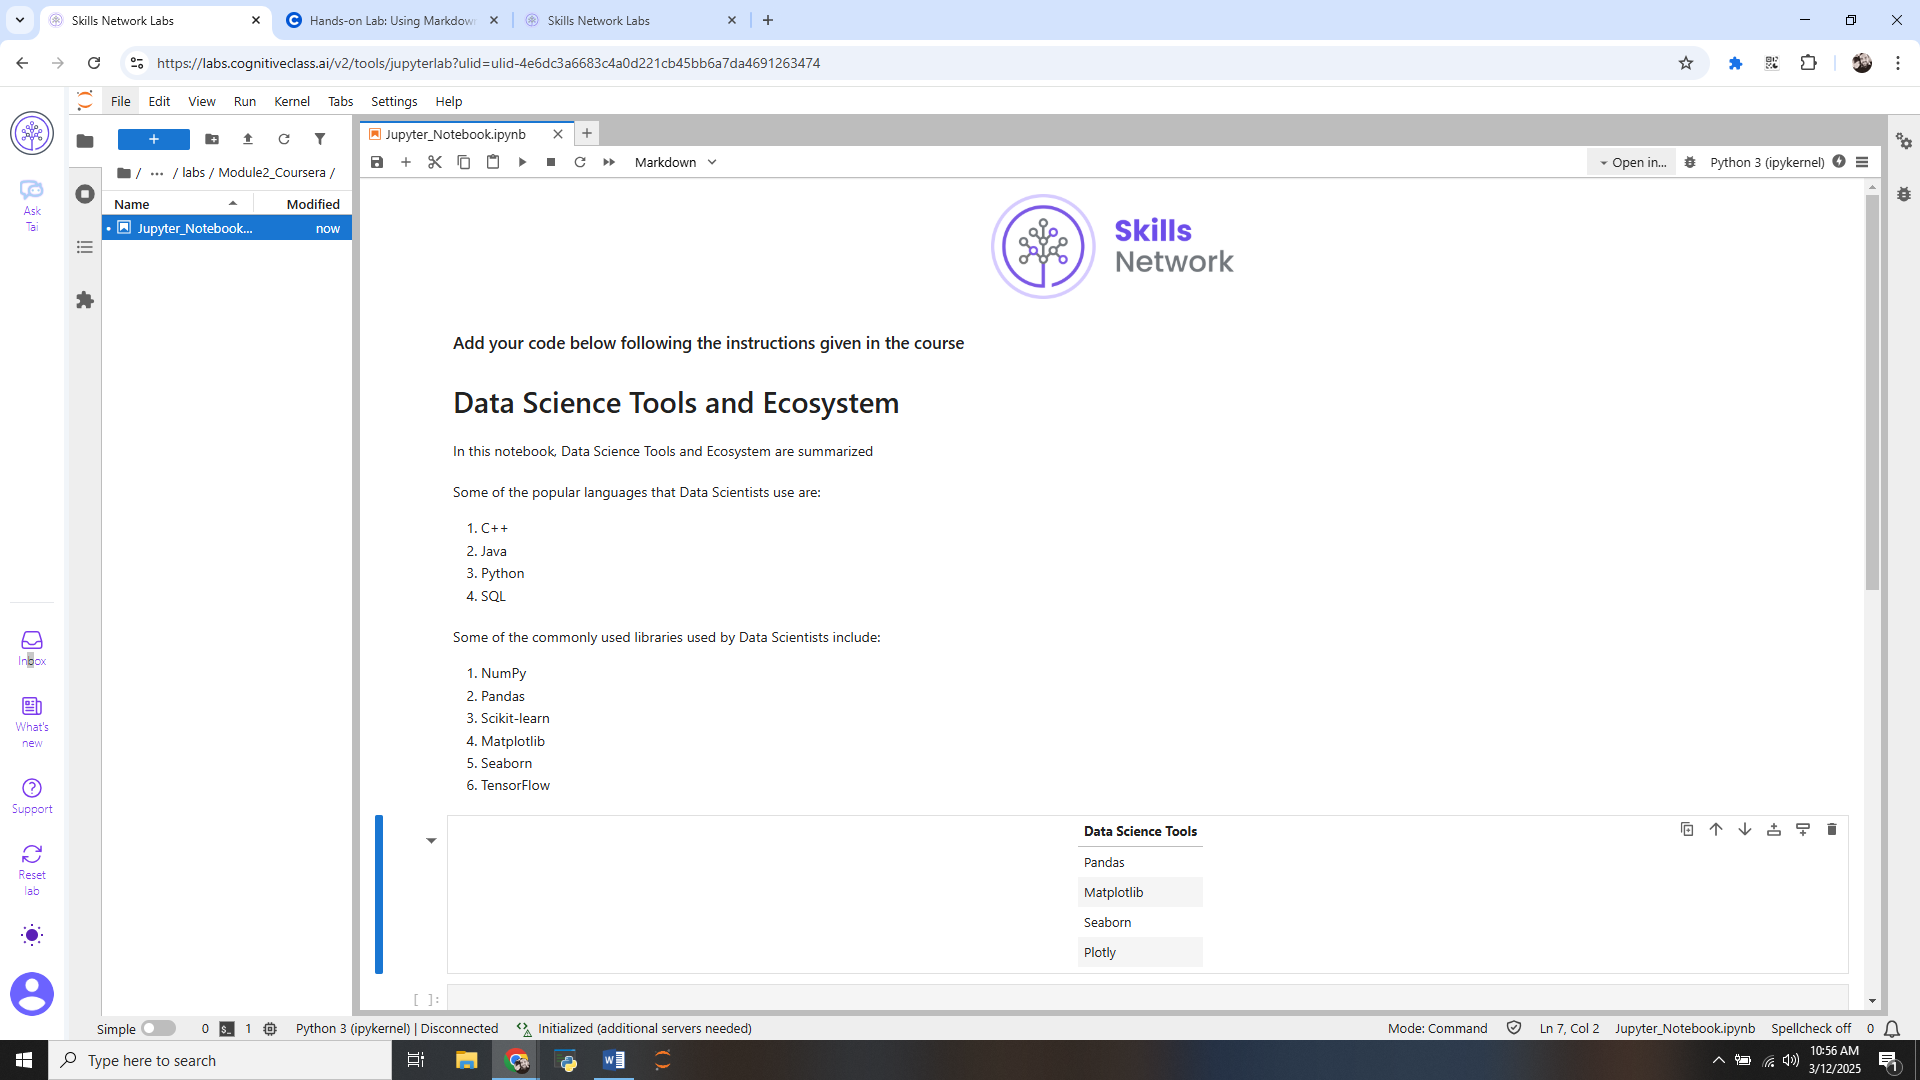 Skills Network Labs
Hands-on Lab: Using Markdown
Skills Network Labs
https://labs.cognitiveclass.ai/v2/tools/jupyterlab?ulid=ulid-4e6dc3a6683c4a0d221cb45bb6a7da4691263474
File Edit View Run Kernel Tabs Settings Help
Jupyter_Notebook.ipynb
Markdown
Open in...
Python 3 (ipykernel)
/ ··· / labs / Module2_Coursera /
Name Modified
Jupyter_Notebook... now
Ask
Tai
Inbox
What's
new
Support
Reset
lab
Skills
Network
Add your code below following the instructions given in the course
Data Science Tools and Ecosystem
In this notebook, Data Science Tools and Ecosystem are summarized
Some of the popular languages that Data Scientists use are:
1. C++
2. Java
3. Python
4. SQL
Some of the commonly used libraries used by Data Scientists include:
1. NumPy
2. Pandas
3. Scikit-learn
4. Matplotlib
5. Seaborn
6. TensorFlow
Data Science Tools
Pandas
Matplotlib
Seaborn
Plotly
[ ]:
Simple 0 1 Python 3 (ipykernel) | Disconnected Initialized (additional servers needed)
Mode: Command Ln 7, Col 2 Jupyter_Notebook.ipynb Spellcheck off 0
Type here to search
10:56 AM
3/12/2025
1